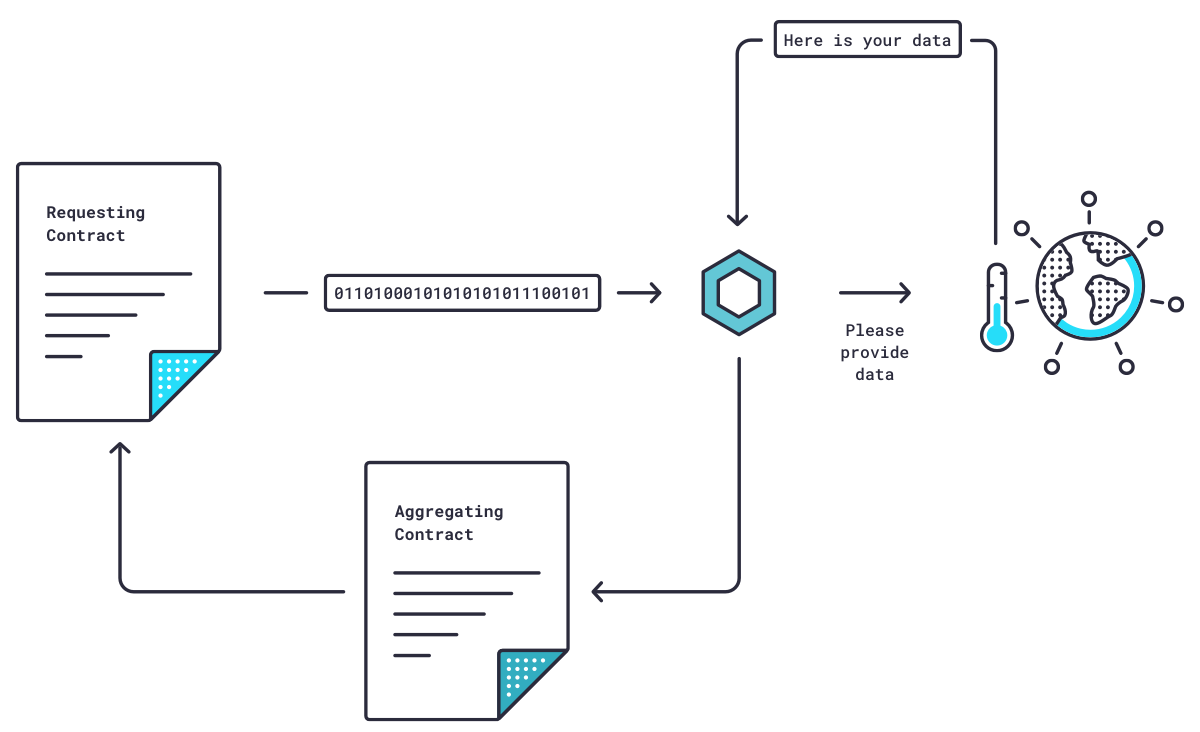 Here is your data
Requesting
Contract
01101000101010101011100101
Please
provide
data
Aggregating
Contract